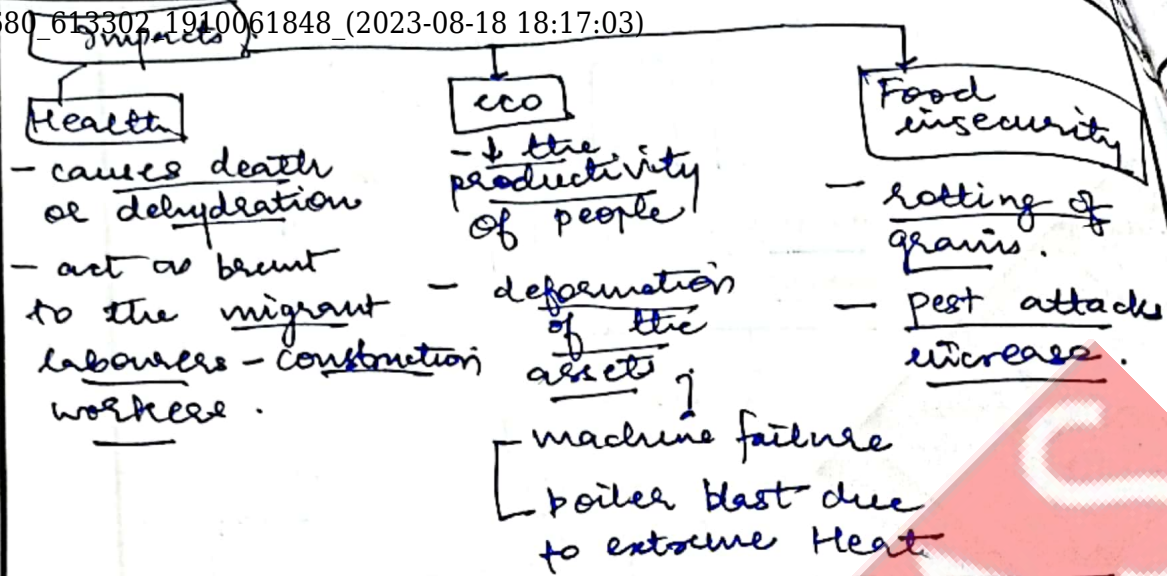 580_613302_1910061848_(2023-08-18 18:17:03)
Impacts
Health
- causes death
or dehydration
- act as brunt
to the migrant
labourers - construction
workers.
eco
- ↓ the
productivity
of people
- deformation
of the
assets
- machine failure
- boiler blast due
to extreme Heat
Food
insecurity
- rotting of
grains.
- pest attacks
increase.